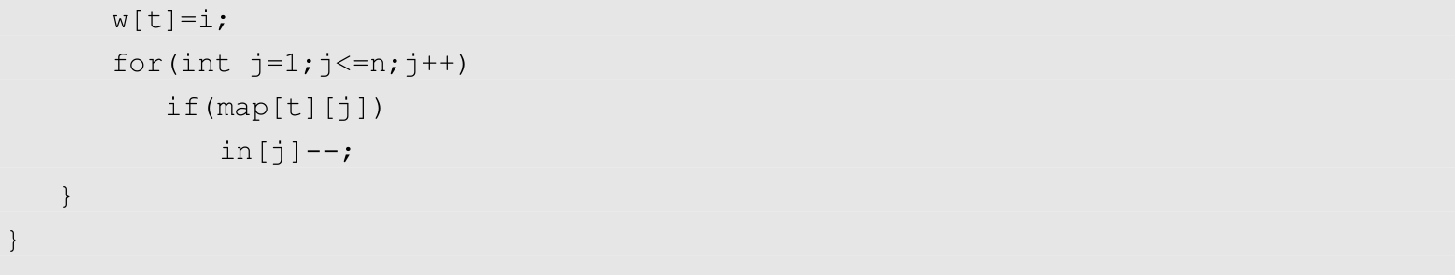 w[t]=i;
for(int j=1;j<=n;j++)
if(map[t][j])
in[j]--;
}
}